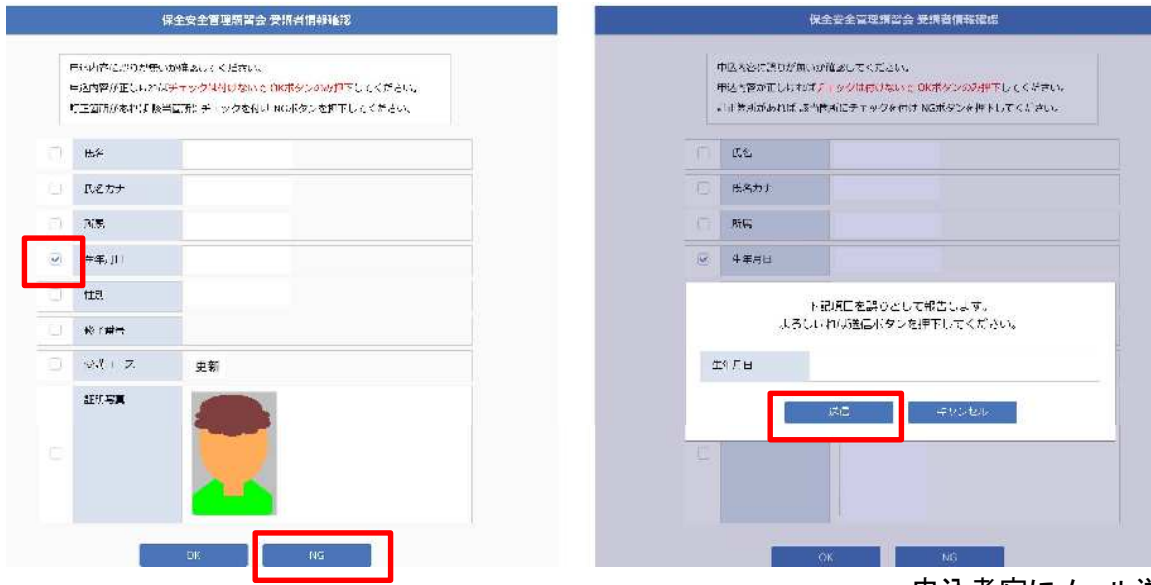 保全安全管理講習会 受講者情報確認
申込内容に誤りが無いか確認してください。
申込内容が正しければチェックは付けないで OKボタンのみ押下してください。
訂正箇所があれば 該当箇所にチェックを付け NGボタンを押下してください。
氏名
氏名カナ
所属
生年月日
性別
修了番号
受講コース
更新
証明写真
OK
NG
保全安全管理講習会 受講者情報確認
申込内容に誤りが無いか確認してください。
申込内容が正しければチェックは付けないで OKボタンのみ押下してください。
訂正箇所があれば 該当箇所にチェックを付け NGボタンを押下してください。
氏名
氏名カナ
所属
生年月日
下記項目を誤りとして報告します。
よろしければ送信ボタンを押下してください。
生年月日
送信
キャンセル
OK
NG